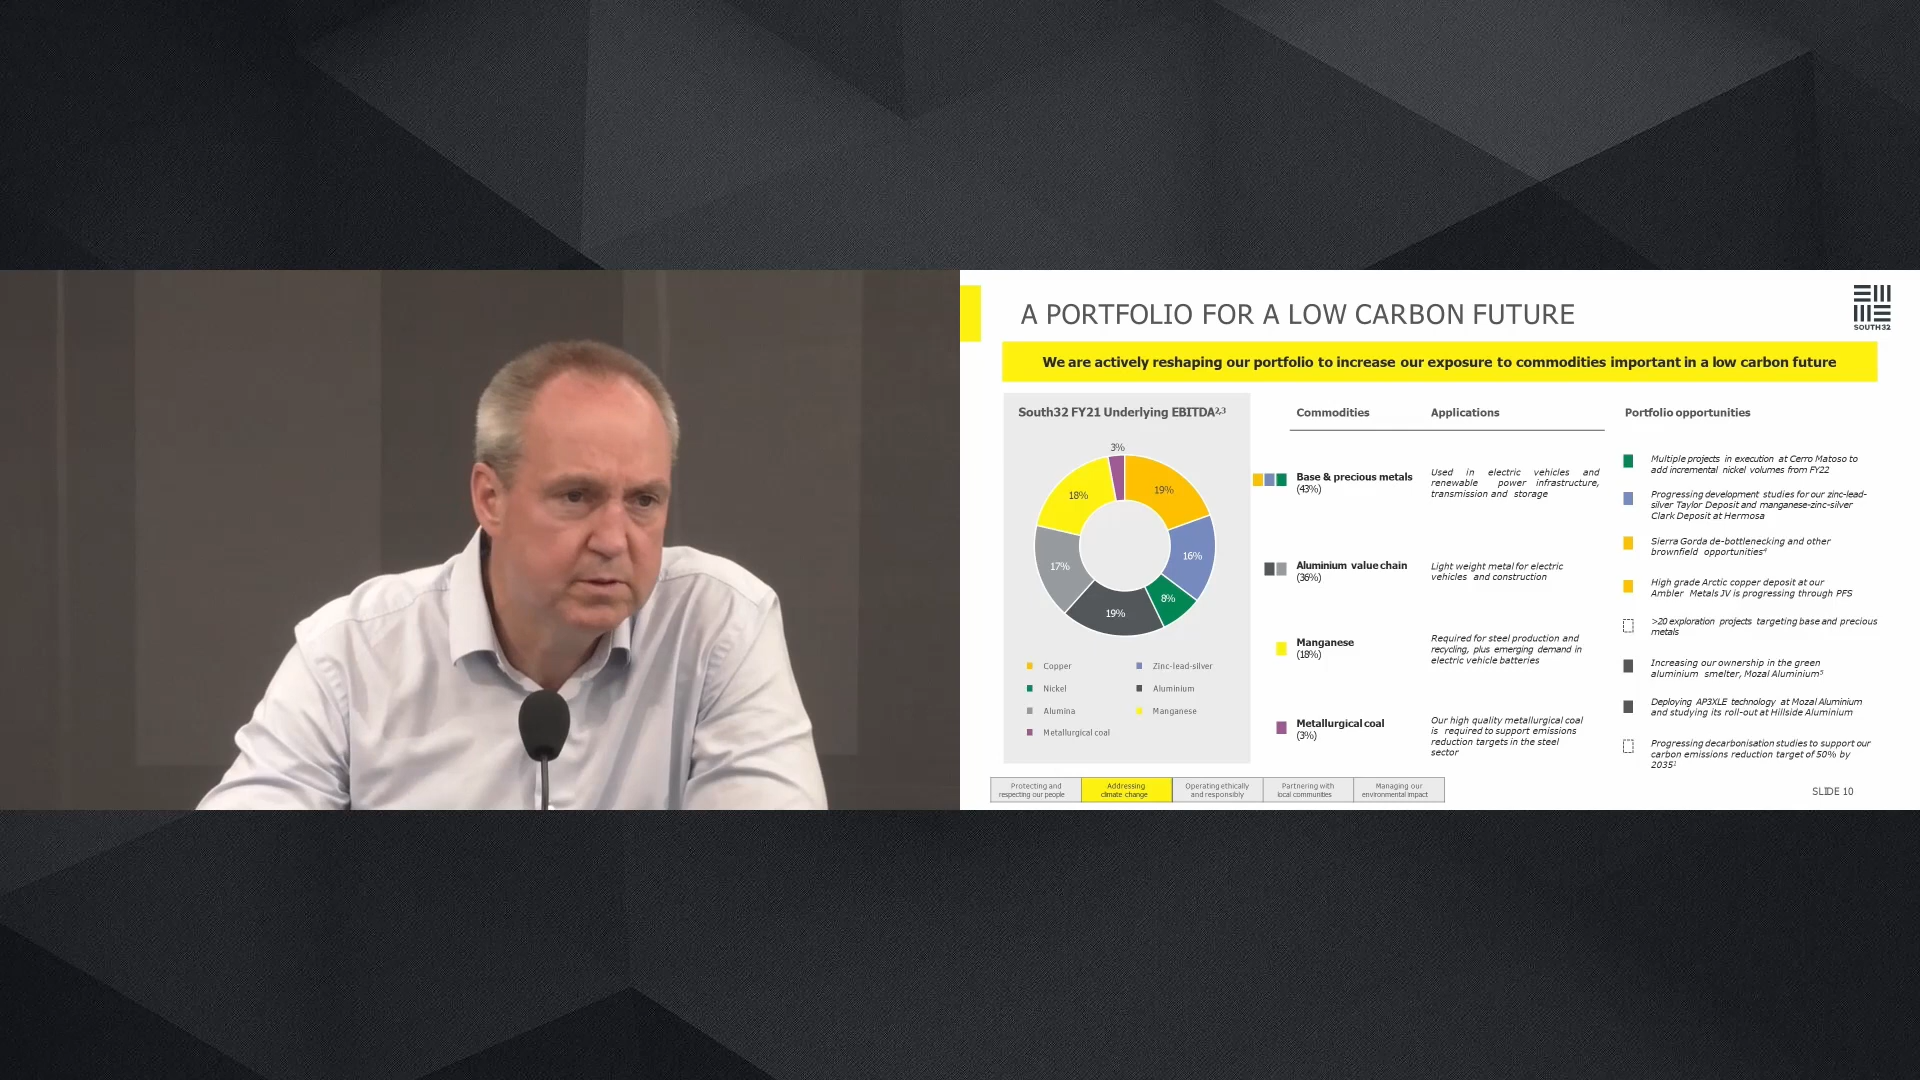 A PORTFOLIO FOR A LOW CARBON FUTURE
SOUTH32
We are actively reshaping our portfolio to increase our exposure to commodities important in a low carbon future
South32 FY21 Underlying EBITDA2,3
3%
19%
18%
16%
17%
8%
19%
Copper
Zinc-lead-silver
Nickel
Aluminium
Alumina
Manganese
Metallurgical coal
Commodities
Applications
Base & precious metals
(43%)
Used in electric vehicles and
renewable power infrastructure,
transmission and storage
Aluminium value chain
(36%)
Light weight metal for electric
vehicles and construction
Manganese
(18%)
Required for steel production and
recycling, plus emerging demand in
electric vehicle batteries
Metallurgical coal
(3%)
Our high quality metallurgical coal
is required to support emissions
reduction targets in the steel
sector
Portfolio opportunities
Multiple projects in execution at Cerro Matoso to
add incremental nickel volumes from FY22
Progressing development studies for our zinc-lead-
silver Taylor Deposit and manganese-zinc-silver
Clark Deposit at Hermosa
Sierra Gorda de-bottlenecking and other
brownfield opportunities4
High grade Arctic copper deposit at our
Ambler Metals JV is progressing through PFS
>20 exploration projects targeting base and precious
metals
Increasing our ownership in the green
aluminium smelter, Mozal Aluminium5
Deploying AP3XLE technology at Mozal Aluminium
and studying its roll-out at Hillside Aluminium
Progressing decarbonisation studies to support our
carbon emissions reduction target of 50% by
20351
Protecting and
respecting our people
Addressing
climate change
Operating ethically
and responsibly
Partnering with
local communities
Managing our
environmental impact
SLIDE 10